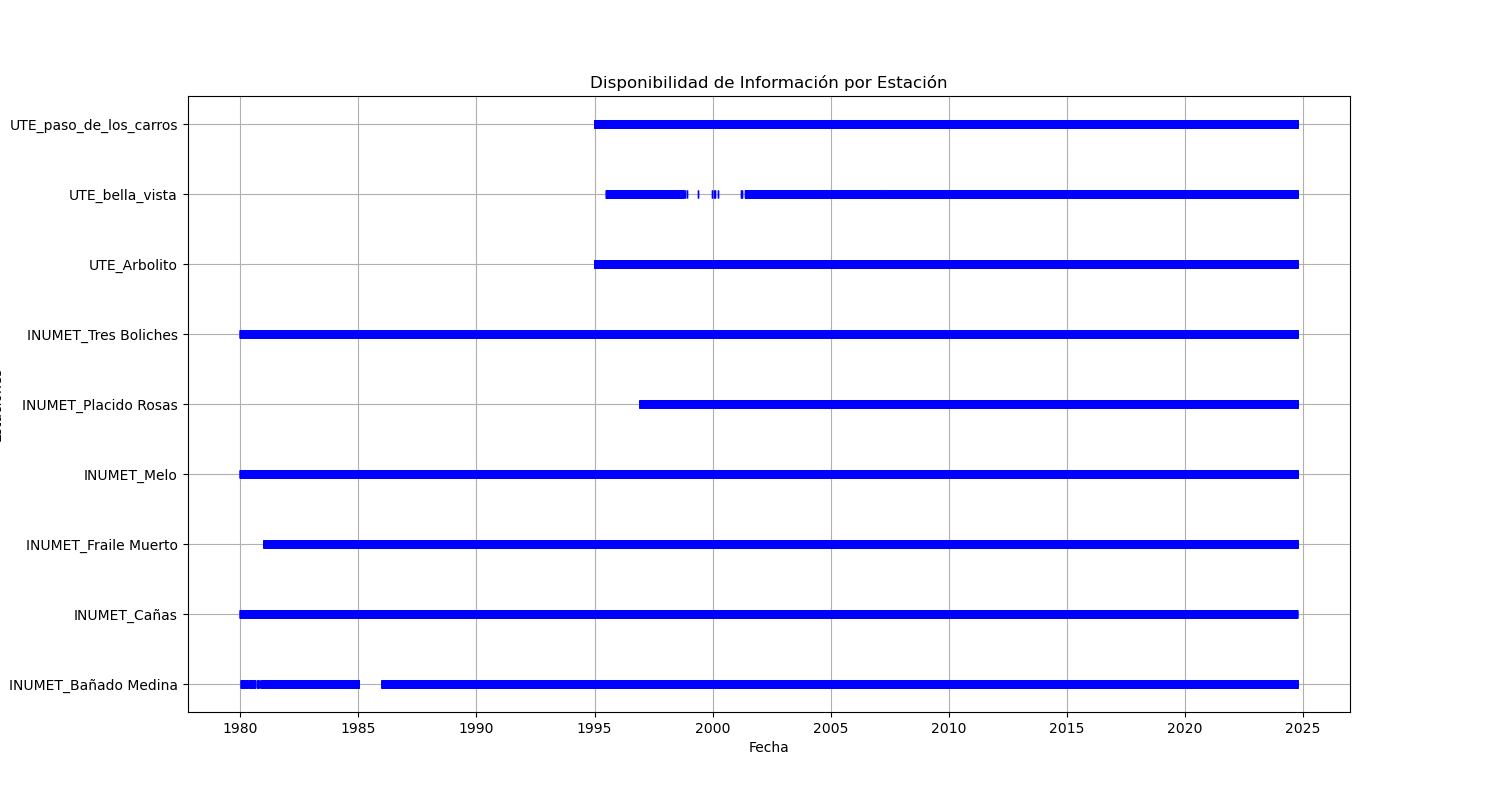 Disponibilidad de Información por Estación
UTE_paso_de_los_carros
UTE_bella_vista
UTE_Arbolito
INUMET_Tres Boliches
INUMET_Placido Rosas
INUMET_Melo
INUMET_Fraile Muerto
INUMET_Cañas
INUMET_Bañado Medina
1980 1985 1990 1995 2000 2005 2010 2015 2020 2025
Fecha